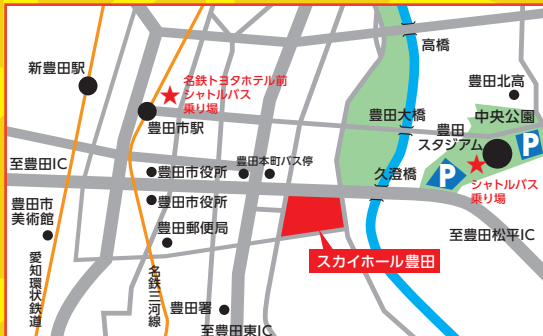 高橋
新豊田駅
名鉄トヨタホテル前
シャトルバス
乗り場
豊田北高
豊田大橋
中央公園
豊田市駅
豊田
スタジアム
P
P
至豊田IC
豊田本町バス停
豊田市役所
久澄橋
シャトルバス
乗り場
豊田市
美術館
豊田市役所
豊田郵便局
至豊田松平IC
スカイホール豊田
愛知環状鉄道
名鉄三河線
豊田署
至豊田東IC